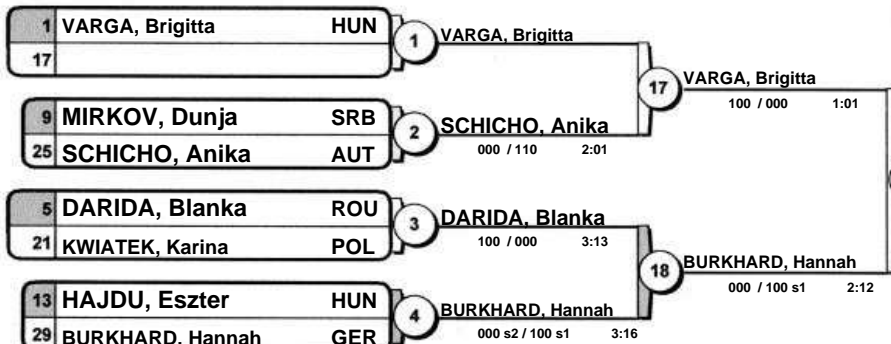 1 VARGA, Brigitta HUN
17
1 VARGA, Brigitta
9 MIRKOV, Dunja SRB
25 SCHICHO, Anika AUT
2 SCHICHO, Anika
000 / 110 2:01
17 VARGA, Brigitta
100 / 000 1:01
5 DARIDA, Blanka ROU
21 KWIATEK, Karina POL
3 DARIDA, Blanka
100 / 000 3:13
13 HAJDU, Eszter HUN
29 BURKHARD, Hannah GER
4 BURKHARD, Hannah
000 s2 / 100 s1 3:16
18 BURKHARD, Hannah
000 / 100 s1 2:12